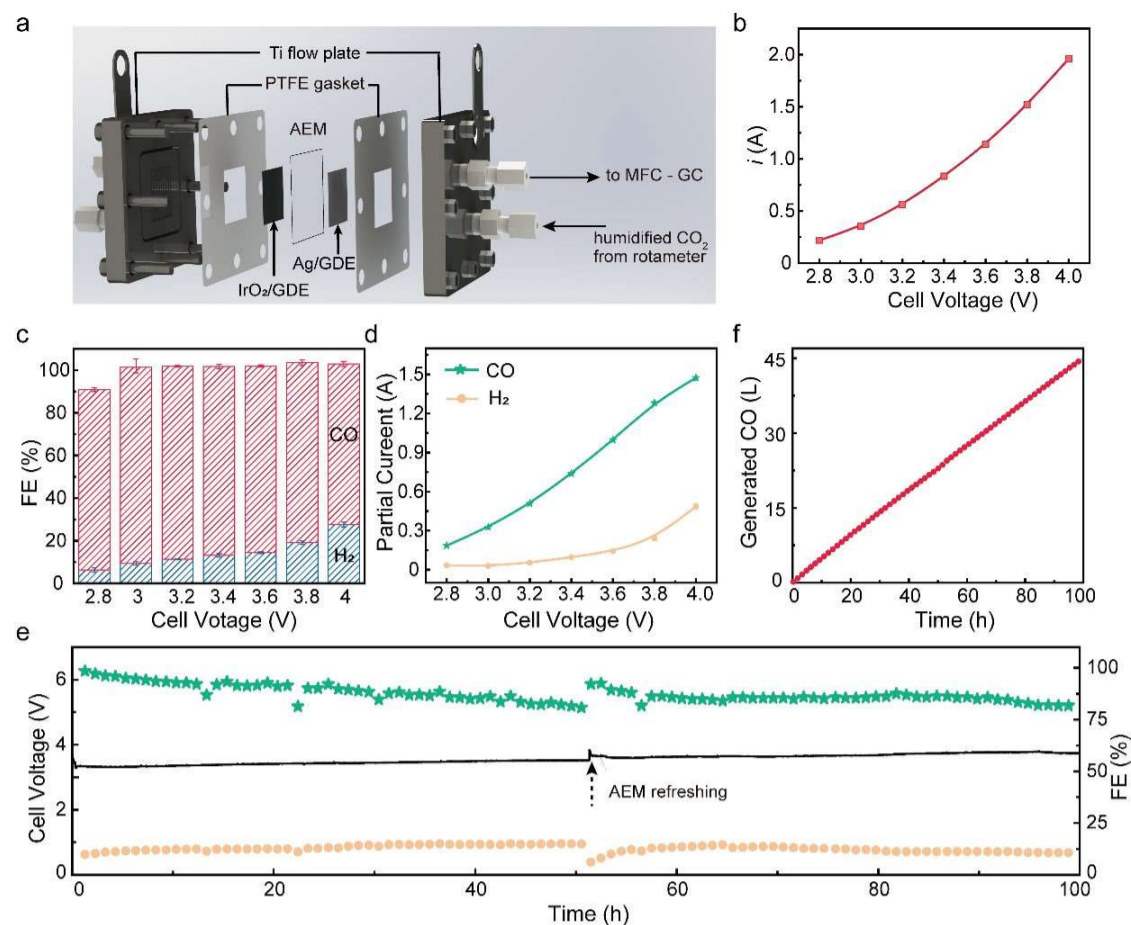 a
Ti flow plate
PTFE gasket
AEM
Ag/GDE
IrO₂/GDE
to MFC - GC
humidified CO₂
from rotameter
b
2.0
1.5
1.0
0.5
0
i (A)
2.8 3.0 3.2 3.4 3.6 3.8 4.0
Cell Voltage (V)
c
100
80
60
40
20
0
FE (%)
CO
H₂
2.8 3 3.2 3.4 3.6 3.8 4
Cell Votage (V)
d
CO
H₂
1.5
1.2
0.9
0.6
0.3
0
Partial Cureent (A)
2.8 3.0 3.2 3.4 3.6 3.8 4.0
Cell Voltage (V)
f
45
30
15
0
Generated CO (L)
0 20 40 60 80 100
Time (h)
e
6
4
2
0
Cell Voltage (V)
AEM refreshing
100
75
50
25
0
FE (%)
0 20 40 60 80 100
Time (h)